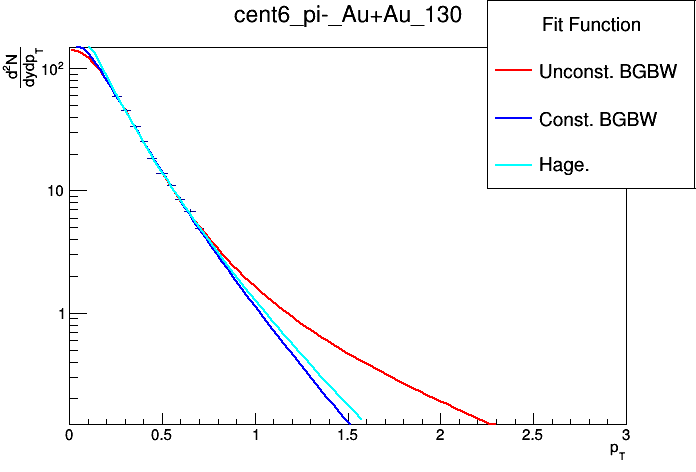 cent6_pi-_Au+Au_130
Fit Function
Unconst. BGBW
Const. BGBW
Hage.
d²N
dydp_T
10²
10
1
0 0.5 1 1.5 2 2.5 3
p_T